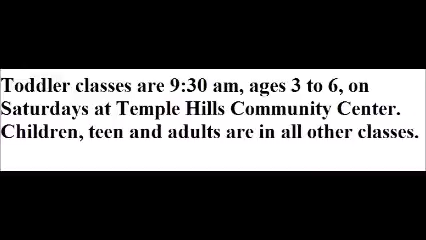 Toddler classes are 9:30 am, ages 3 to 6, on
Saturdays at Temple Hills Community Center.
Children, teen and adults are in all other classes.